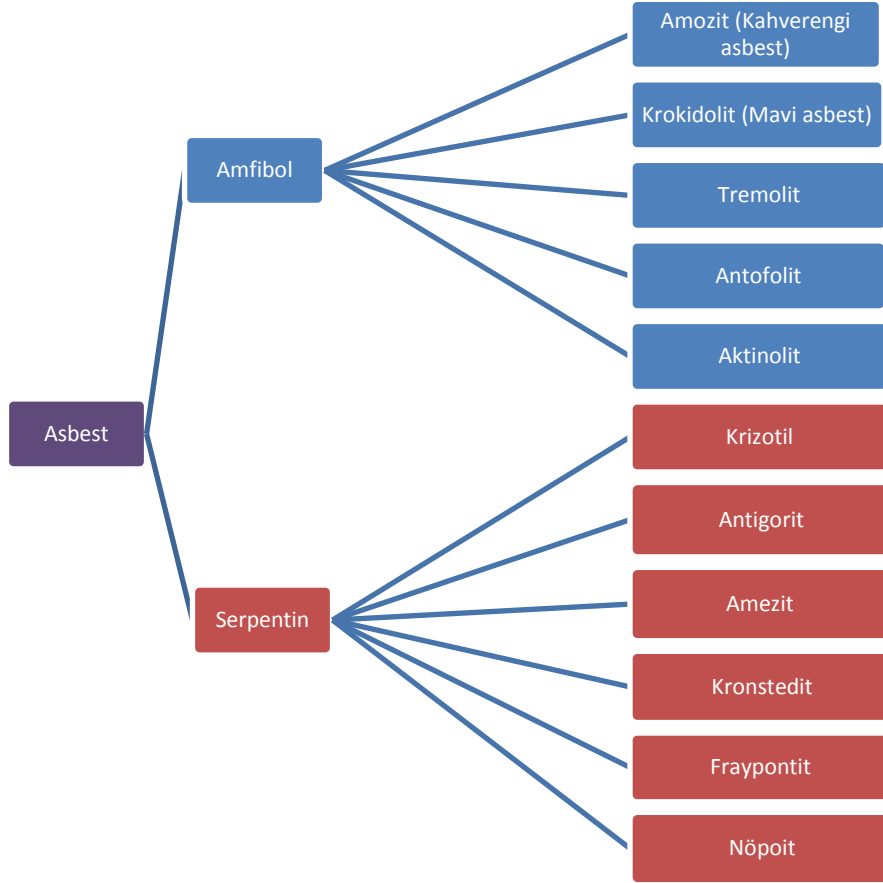 Amozit (Kahverengi
asbest)
Krokidolit (Mavi asbest)
Amfibol
Tremolit
Antofolit
Aktinolit
Asbest
Krizotil
Antigorit
Amezit
Serpentin
Kronstedit
Fraypontit
Nöpoit